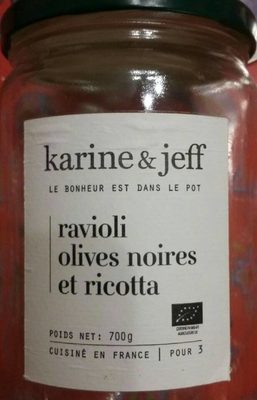 karine & jeff
LE BONHEUR EST DANS LE POT
ravioli
olives noires
et ricotta
POIDS NET: 700g
CUISINÉ EN FRANCE | POUR 3